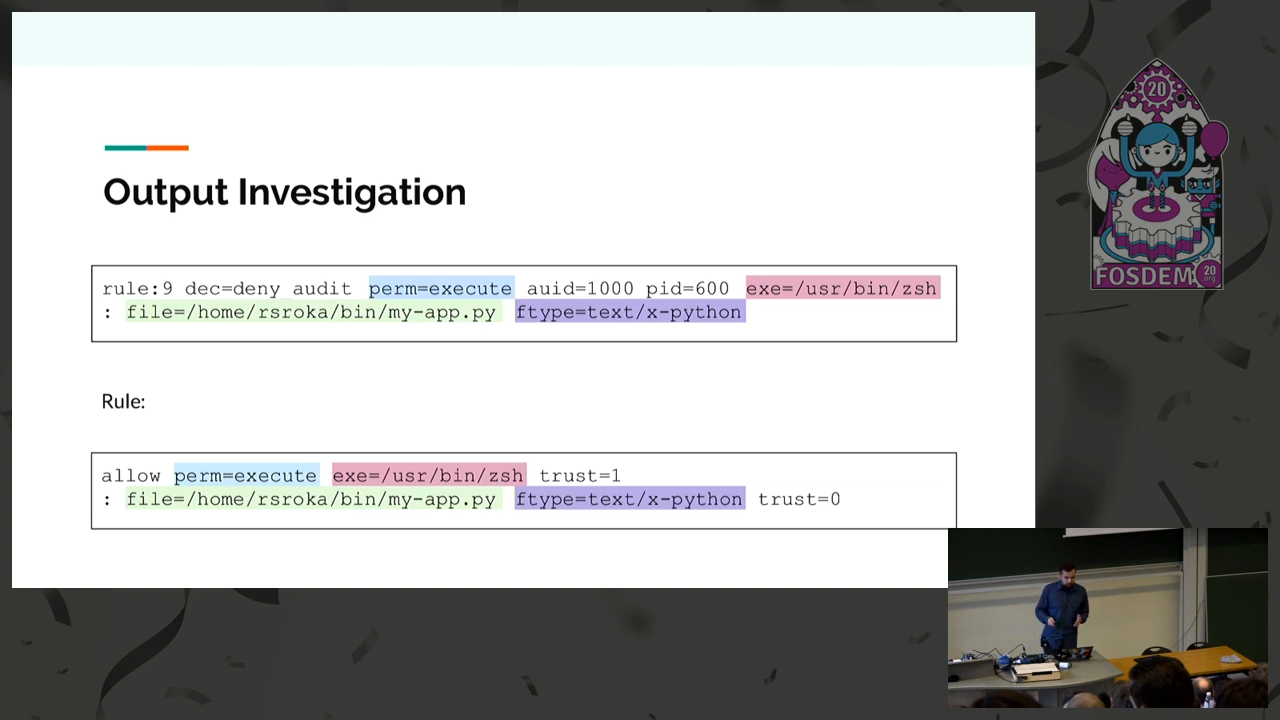 Output Investigation
rule:9 dec=deny_audit perm=execute auid=1000 pid=600 exe=/usr/bin/zsh
: file=/home/rsroka/bin/my-app.py ftype=text/x-python
Rule:
allow perm=execute exe=/usr/bin/zsh trust=1
: file=/home/rsroka/bin/my-app.py ftype=text/x-python trust=0
20
FOSDEM 20
.org